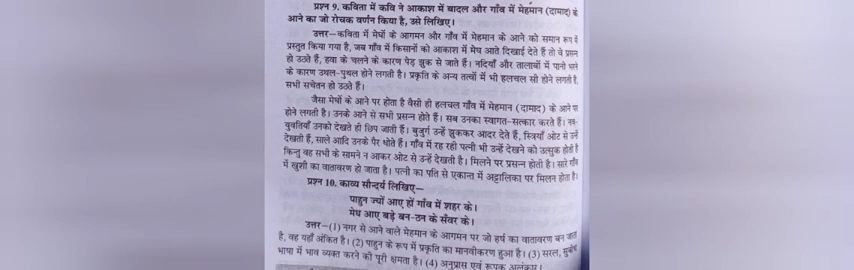 प्रश्न 9. कविता में कवि ने आकाश में बादल और गाँव में मेहमान (दामाद) के
आने का जो रोचक वर्णन किया है, उसे लिखिए।
उत्तर–कविता में मेघों के आगमन और गाँव में मेहमान के आने को समान रूप में
प्रस्तुत किया गया है, जब गाँव में किसानों को आकाश में मेघ आते दिखाई देते हैं तो वे प्रसन्न
हो उठते हैं, हवा के चलने के कारण पेड़ झुक से जाते हैं। नदियाँ और तालाबों में पानी भरने
के कारण उथल-पुथल होने लगती है। प्रकृति के अन्य तत्वों में भी हलचल सी होने लगती है,
सभी सचेतन हो उठते हैं।
जैसा मेघों के आने पर होता है वैसी ही हलचल गाँव में मेहमान (दामाद) के आने पर
होने लगती है। उनके आने से सभी प्रसन्न होते हैं। सब उनका स्वागत-सत्कार करते हैं। नव-
युवतियाँ उनको देखते ही छिप जाती हैं। बुजुर्ग उन्हें झुककर आदर देते हैं, स्त्रियाँ ओट से उन्हें
देखती हैं, साले आदि उनके पैर धोते हैं। गाँव में रह रही पत्नी भी उन्हें देखने को उत्सुक होती है
किन्तु वह सभी के सामने न आकर ओट से उन्हें देखती है। मिलने पर प्रसन्न होती है। सारे गाँव
में खुशी का वातावरण हो जाता है। पत्नी का पति से एकान्त में अट्टालिका पर मिलन होता है।
प्रश्न 10. काव्य सौन्दर्य लिखिए–
पाहुन ज्यों आए हों गाँव में शहर के।
मेघ आए बड़े बन-ठन के सँवर के।
उत्तर–(1) नगर से आने वाले मेहमान के आगमन पर जो हर्ष का वातावरण बन जाता
है, वह यहाँ अंकित है। (2) पाहुन के रूप में प्रकृति का मानवीकरण हुआ है। (3) सरल, सुबोध
भाषा में भाव व्यक्त करने की पूरी क्षमता है। (4) अनुप्रास एवं रूपक अलंकार।